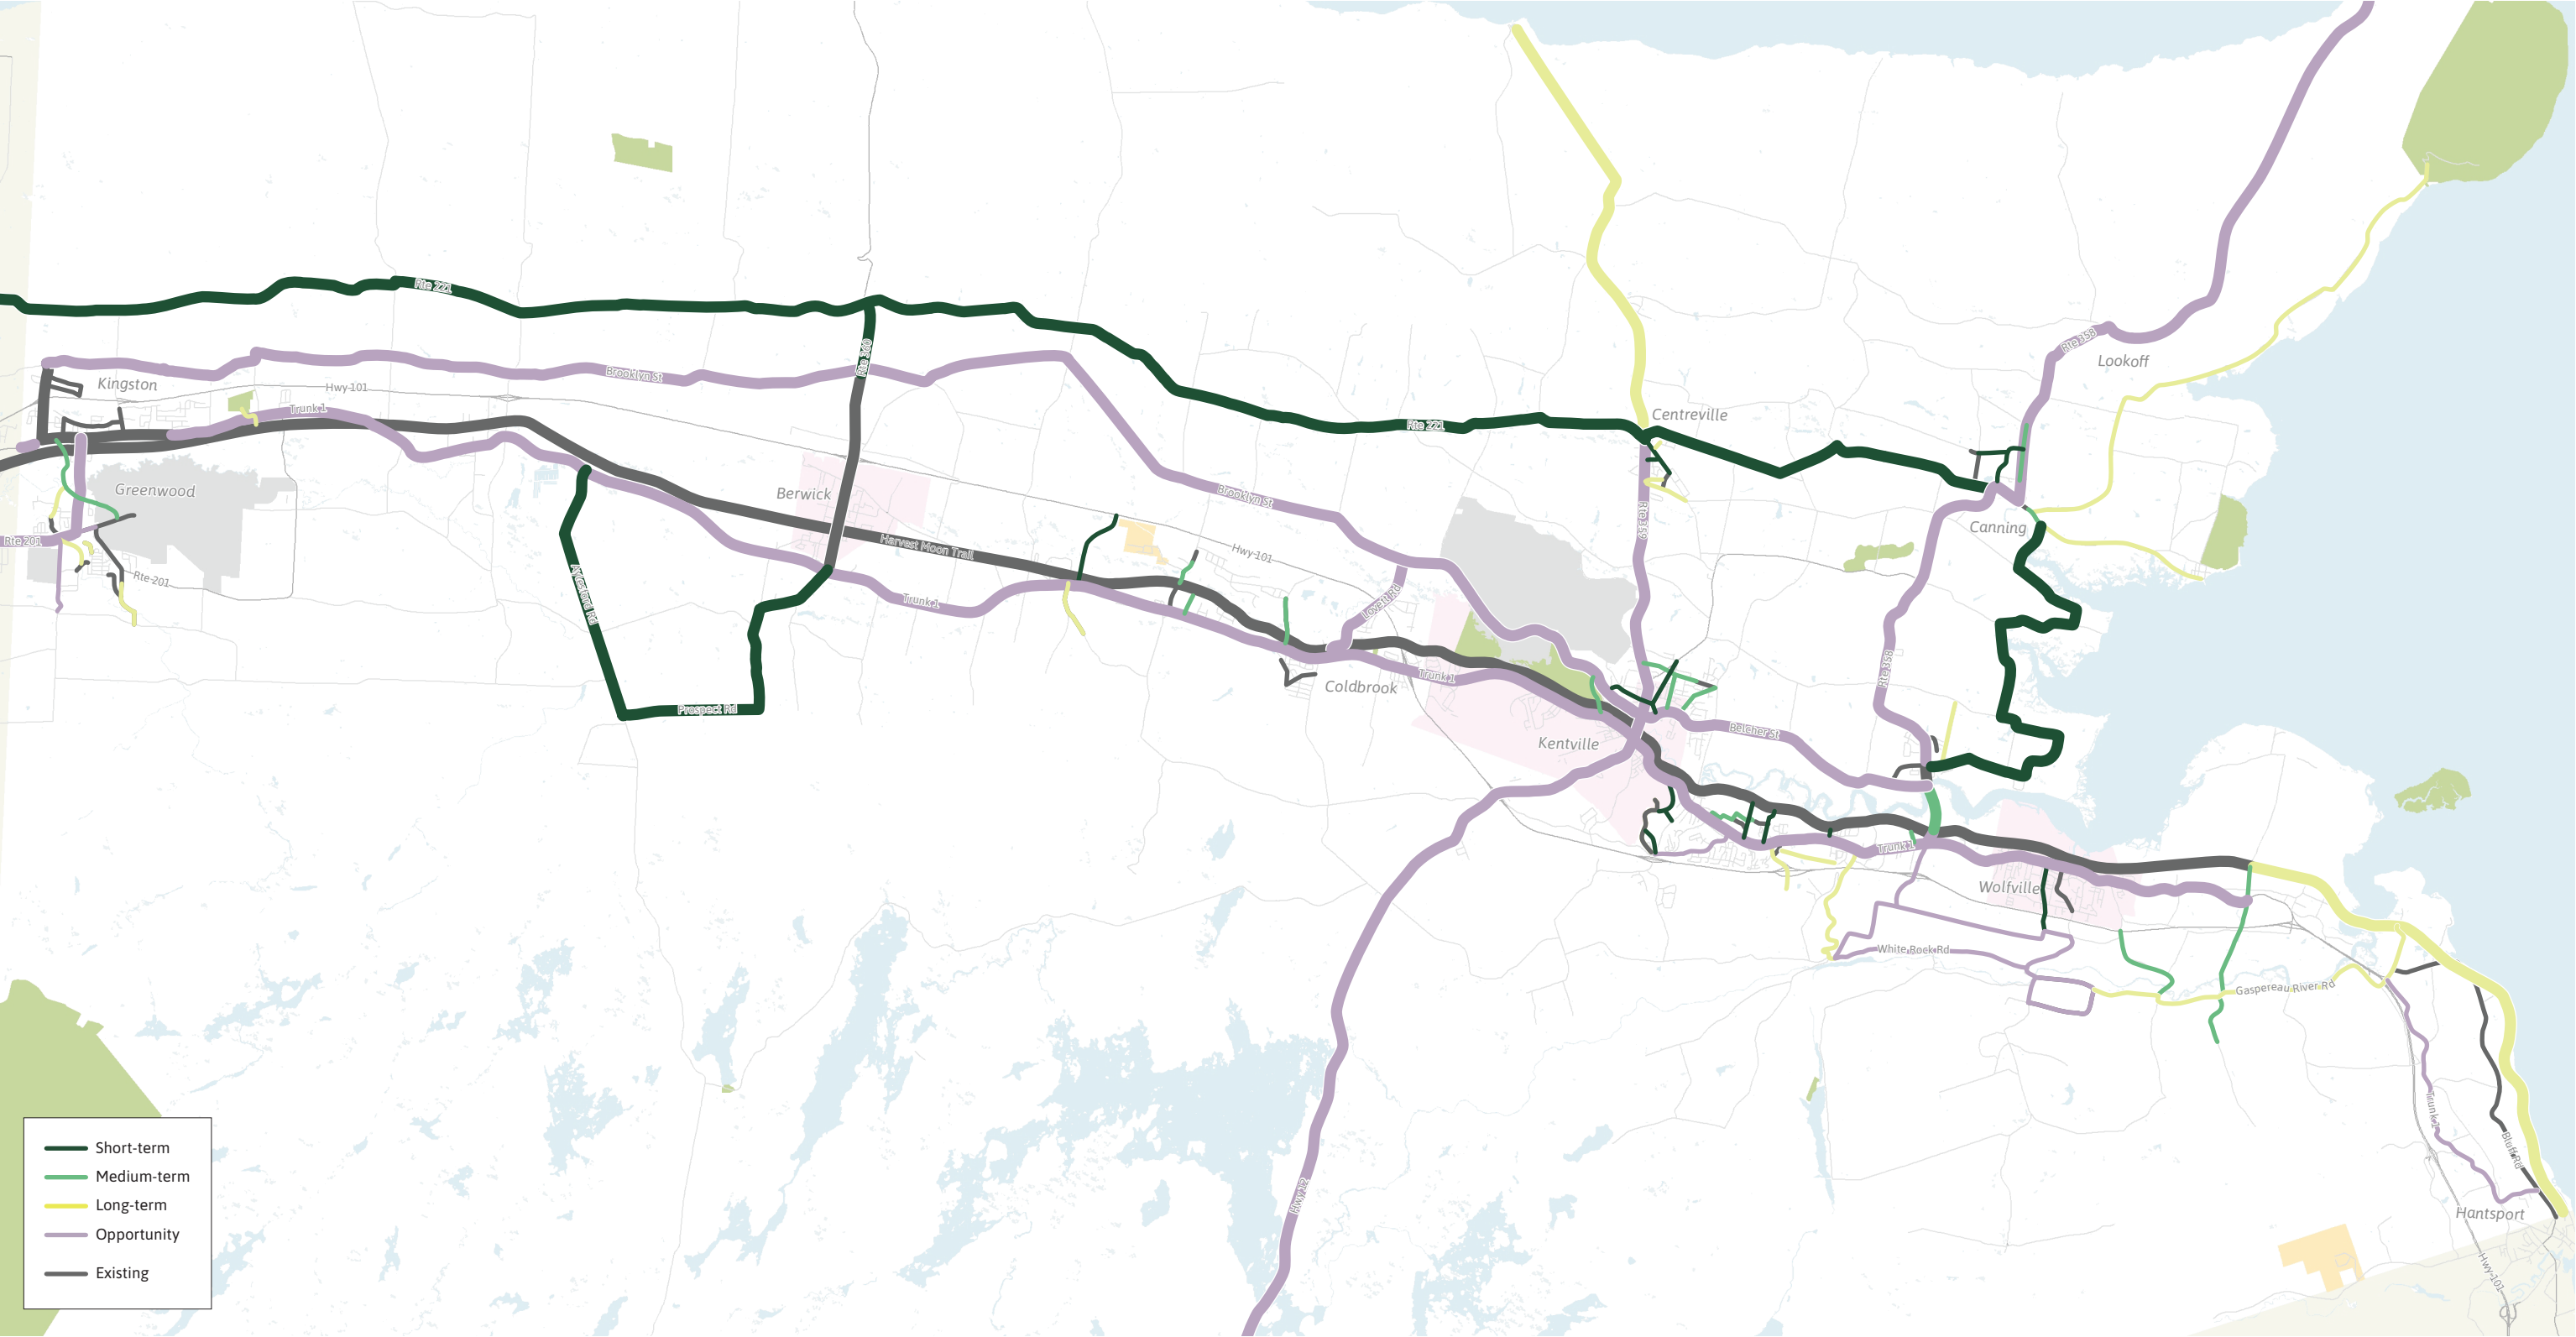 Rte 221
Rte 360
Rte 358
Lookoff
Kingston
Hwy 101
Brooklyn St
Trunk 1
Centreville
Rte 221
Greenwood
Berwick
Brooklyn St
Rte 359
Canning
Rte 201
Harvest Moon Trail
Hwy 101
Rte 201
Aylesford Rd
Trunk 1
Lovett Rd
Rte 358
Coldbrook
Trunk 1
Prospect Rd
Kentville
Belcher St
Trunk 1
Wolfville
White Rock Rd
Gaspereau River Rd
Trunk 1
Bluff Rd
Hwy 12
Hantsport
Hwy 101
Short-term
Medium-term
Long-term
Opportunity
Existing